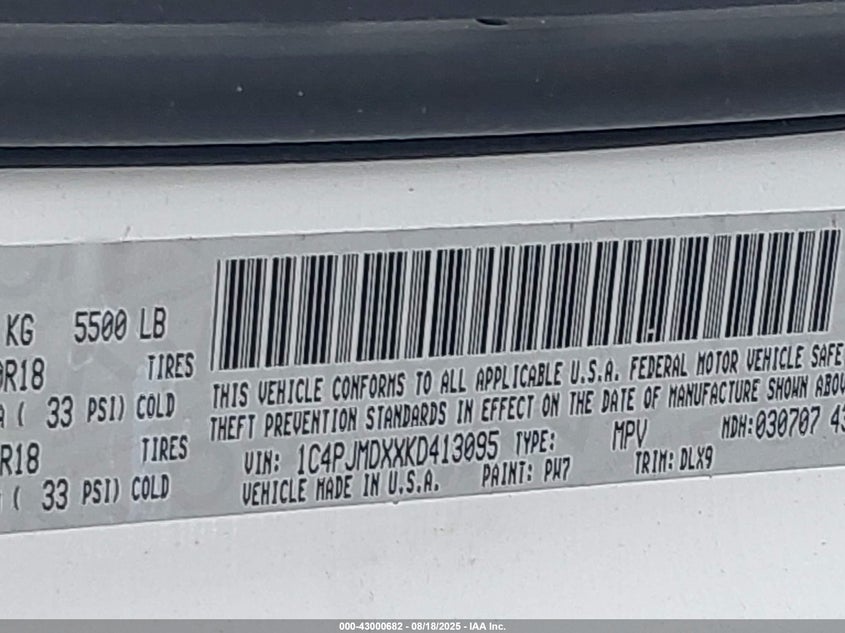 KG 5500 LB
R18 TIRES
( 33 PSI) COLD
R18 TIRES
( 33 PSI) COLD
THIS VEHICLE CONFORMS TO ALL APPLICABLE U.S.A. FEDERAL MOTOR VEHICLE SAFE
THEFT PREVENTION STANDARDS IN EFFECT ON THE DATE OF MANUFACTURE SHOWN ABOV
VIN: 1C4PJMDXXKD413095 TYPE: MPV MDH:030707 43
VEHICLE MADE IN U.S.A. PAINT: PW7 TRIM: DLX9
000-43000682 - 08/18/2025 - IAA Inc.